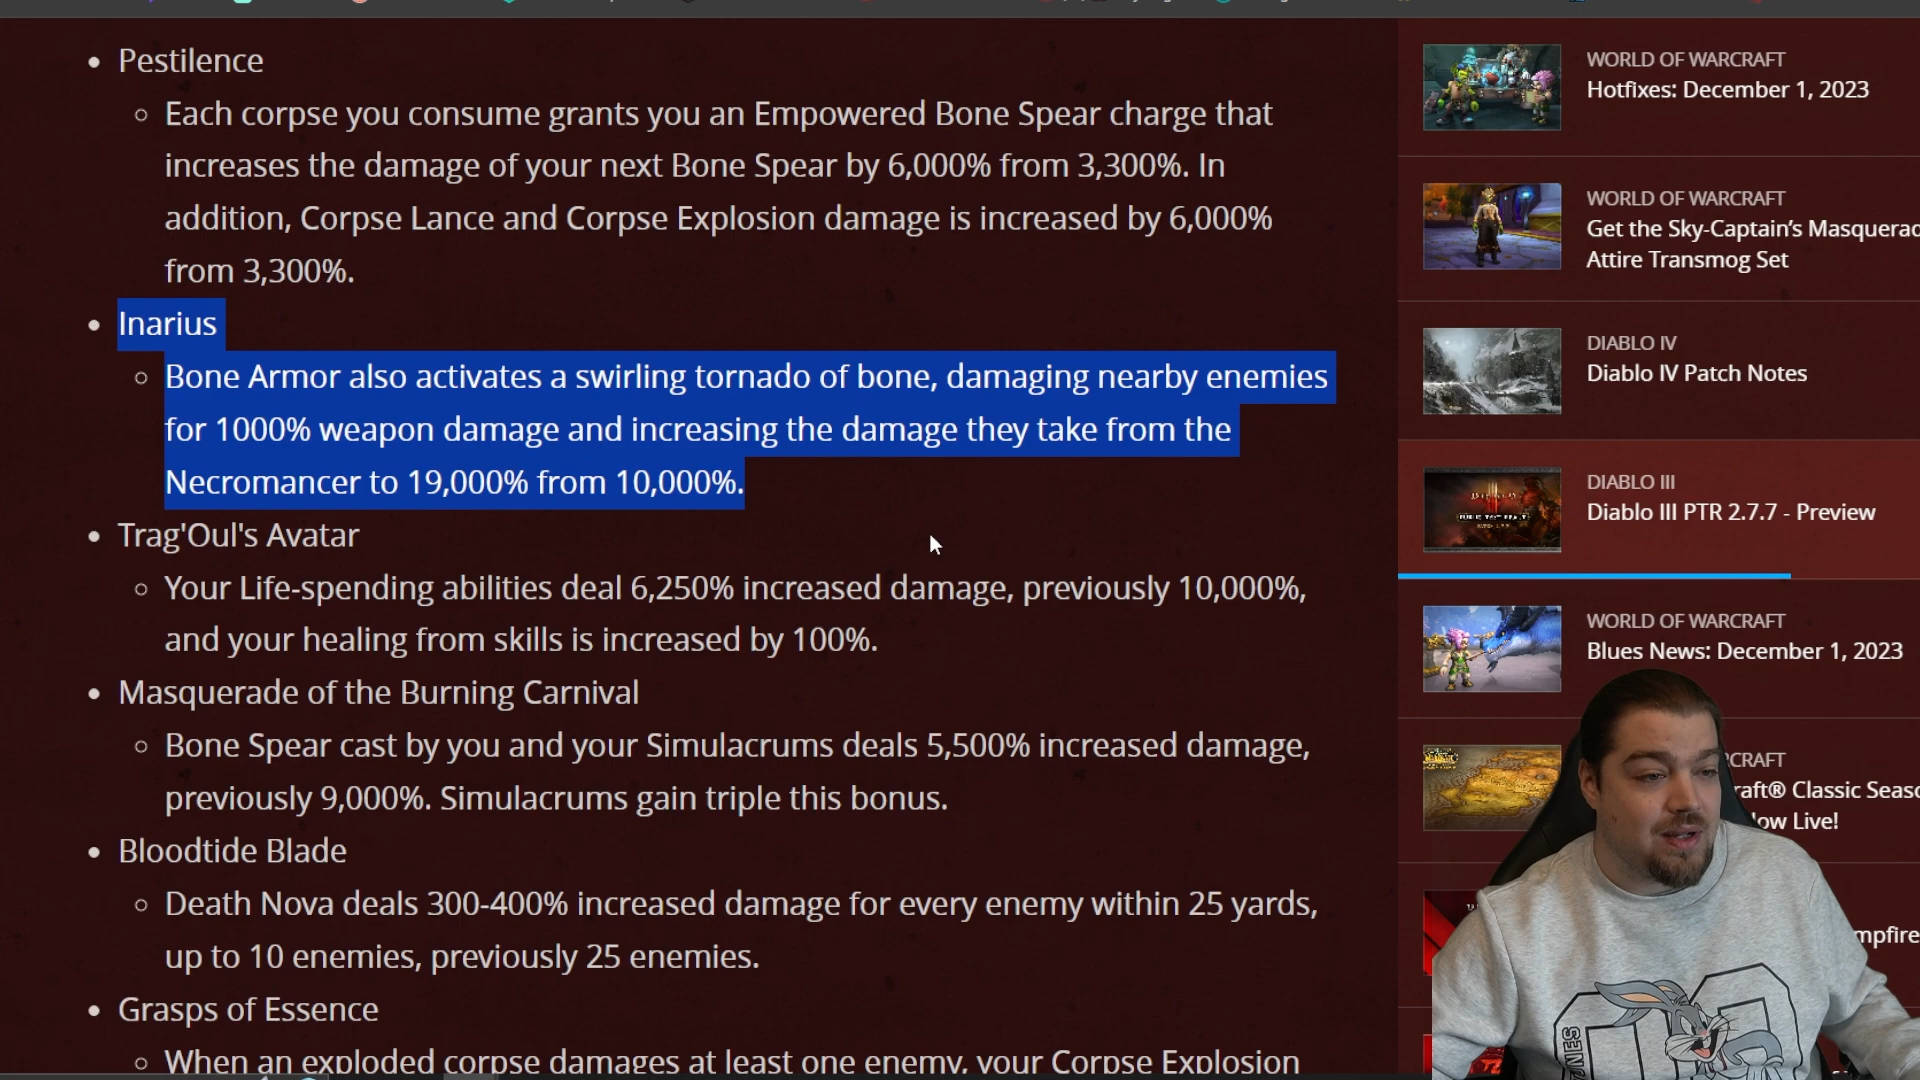 Pestilence
Each corpse you consume grants you an Empowered Bone Spear charge that
increases the damage of your next Bone Spear by 6,000% from 3,300%. In
addition, Corpse Lance and Corpse Explosion damage is increased by 6,000%
from 3,300%.
Inarius
Bone Armor also activates a swirling tornado of bone, damaging nearby enemies
for 1000% weapon damage and increasing the damage they take from the
Necromancer to 19,000% from 10,000%.
Trag'Oul's Avatar
Your Life-spending abilities deal 6,250% increased damage, previously 10,000%,
and your healing from skills is increased by 100%.
Masquerade of the Burning Carnival
Bone Spear cast by you and your Simulacrums deals 5,500% increased damage,
previously 9,000%. Simulacrums gain triple this bonus.
Bloodtide Blade
Death Nova deals 300-400% increased damage for every enemy within 25 yards,
up to 10 enemies, previously 25 enemies.
Grasps of Essence
When an exploded corpse damages at least one enemy, your Corpse Explosion
WORLD OF WARCRAFT
Hotfixes: December 1, 2023
WORLD OF WARCRAFT
Get the Sky-Captain's Masquerad
Attire Transmog Set
DIABLO IV
Diablo IV Patch Notes
DIABLO III
Diablo III PTR 2.7.7 - Preview
WORLD OF WARCRAFT
Blues News: December 1, 2023
RCRAFT
raft® Classic Seaso
Now Live!
mpfire